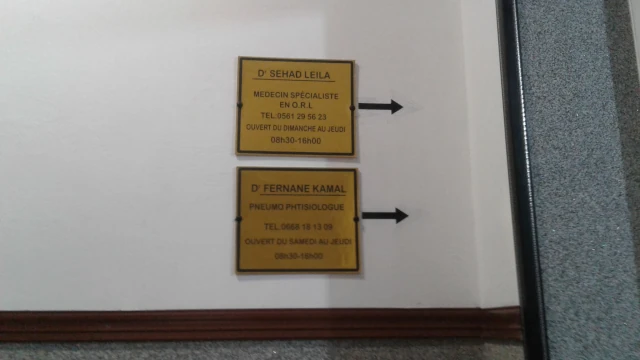 Dr SEHAD LEILA
MEDECIN SPÉCIALISTE
EN O.R.L
TEL.0561 29 56 23
OUVERT DU DIMANCHE AU JEUDI
08h30-16h00
Dr FERNANE KAMAL
PNEUMO PHTISIOLOGUE
TEL.0668 18 13 09
OUVERT DU SAMEDI AU JEUDI
08h30-16h00